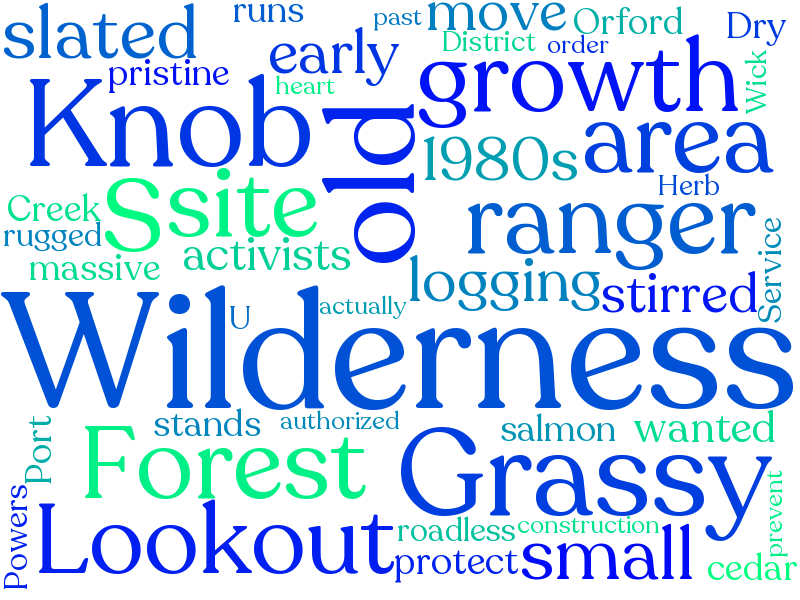 slated
runs
past
move
Orford
Dry
early
District
order
pristine
heart
growth
Wick
Knob
old
1980s
area
Herb
Creek
S
site
ranger
rugged
activists
massive
logging
stirred
Service
U
actually
Wilderness
stands
authorized
salmon
wanted
Port
Forest
Grassy
prevent
Powers
Lookout
roadless
construction
protect
small
cedar